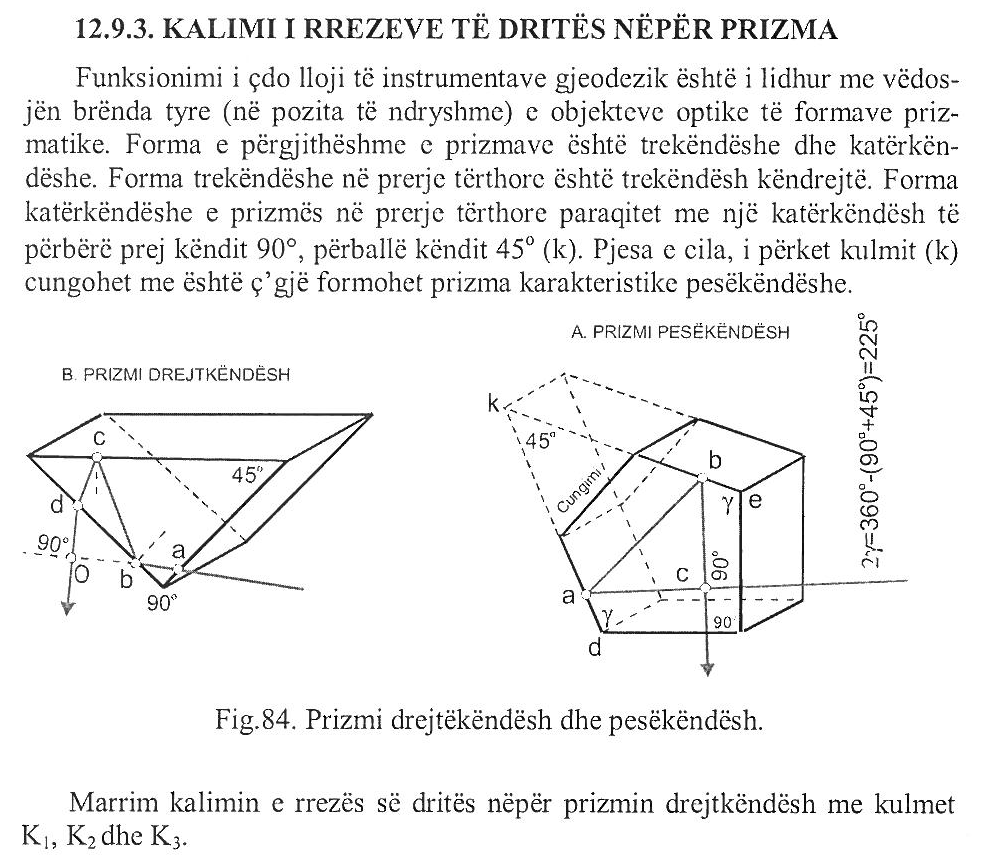 12.9.3. KALIMI I RREZEVE TË DRITËS NËPËR PRIZMA
Funksionimi i çdo lloji të instrumentave gjeodezik është i lidhur me vëdos-
jën brënda tyre (në pozita të ndryshme) e objekteve optike të formave priz-
matike. Forma e përgjithëshme e prizmave është trekëndëshe dhe katërkën-
dëshe. Forma trekëndëshe në prerje tërthore është trekëndësh këndrejtë. Forma
katërkëndëshe e prizmës në prerje tërthore paraqitet me një katërkëndësh të
përbërë prej këndit 90°, përballë këndit 45° (k). Pjesa e cila, i përket kulmit (k)
cungohet me është ç'gjë formohet prizma karakteristike pesëkëndëshe.
B. PRIZMI DREJTKËNDËSH
c
45°
d
90°
O
b
a
90°
A. PRIZMI PESËKËNDËSH
k
45°
Cungimi
b
γ
e
c
90°
a
γ
90°
d
2γ=360°-(90°+45°)=225°
Fig.84. Prizmi drejtëkëndësh dhe pesëkëndësh.
Marrim kalimin e rrezës së dritës nëpër prizmin drejtkëndësh me kulmet
K₁, K₂ dhe K₃.